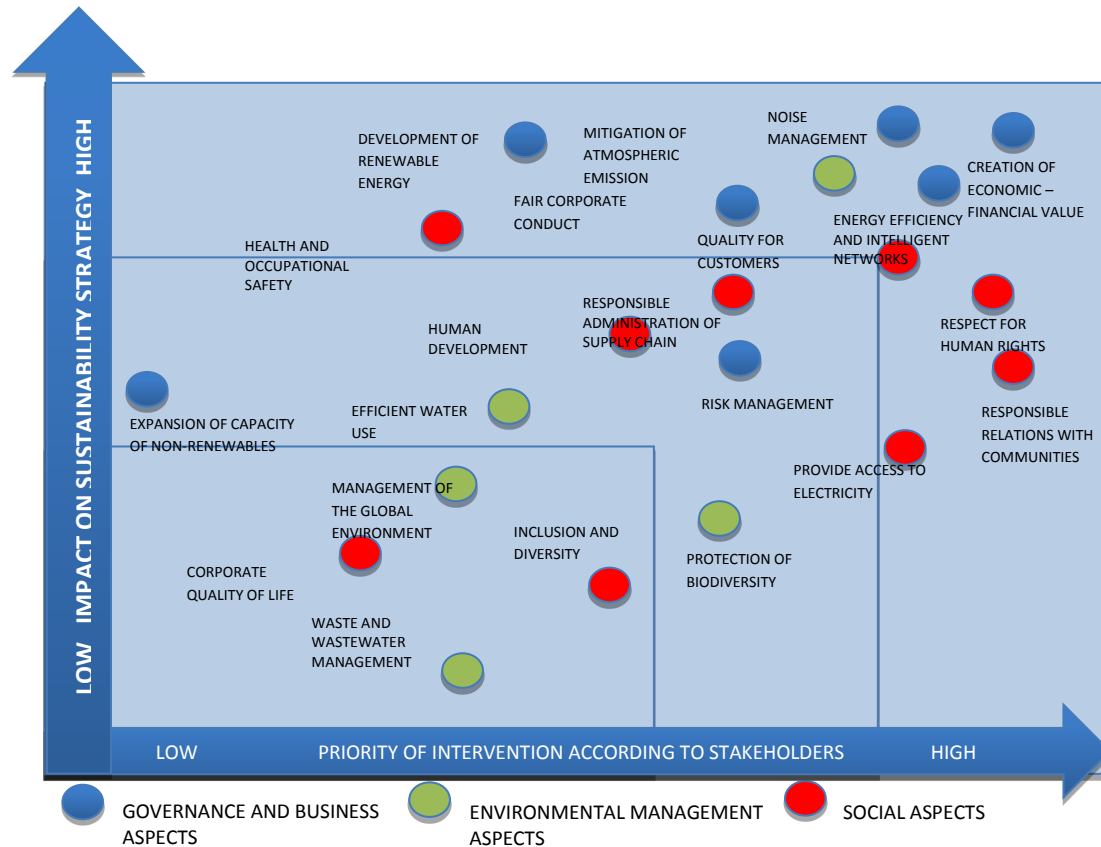 LOW IMPACT ON SUSTAINABILITY STRATEGY HIGH
DEVELOPMENT OF
RENEWABLE
ENERGY
MITIGATION OF
ATMOSPHERIC
EMISSION
NOISE
MANAGEMENT
CREATION OF
ECONOMIC –
FINANCIAL VALUE
FAIR CORPORATE
CONDUCT
HEALTH AND
OCCUPATIONAL
SAFETY
QUALITY FOR
CUSTOMERS
ENERGY EFFICIENCY
AND INTELLIGENT
NETWORKS
HUMAN
DEVELOPMENT
RESPONSIBLE
ADMINISTRATION OF
SUPPLY CHAIN
RESPECT FOR
HUMAN RIGHTS
EXPANSION OF CAPACITY
OF NON-RENEWABLES
EFFICIENT WATER
USE
RISK MANAGEMENT
RESPONSIBLE
RELATIONS WITH
COMMUNITIES
MANAGEMENT OF
THE GLOBAL
ENVIRONMENT
PROVIDE ACCESS TO
ELECTRICITY
INCLUSION AND
DIVERSITY
PROTECTION OF
BIODIVERSITY
CORPORATE
QUALITY OF LIFE
WASTE AND
WASTEWATER
MANAGEMENT
LOW PRIORITY OF INTERVENTION ACCORDING TO STAKEHOLDERS HIGH
GOVERNANCE AND BUSINESS
ASPECTS
ENVIRONMENTAL MANAGEMENT
ASPECTS
SOCIAL ASPECTS